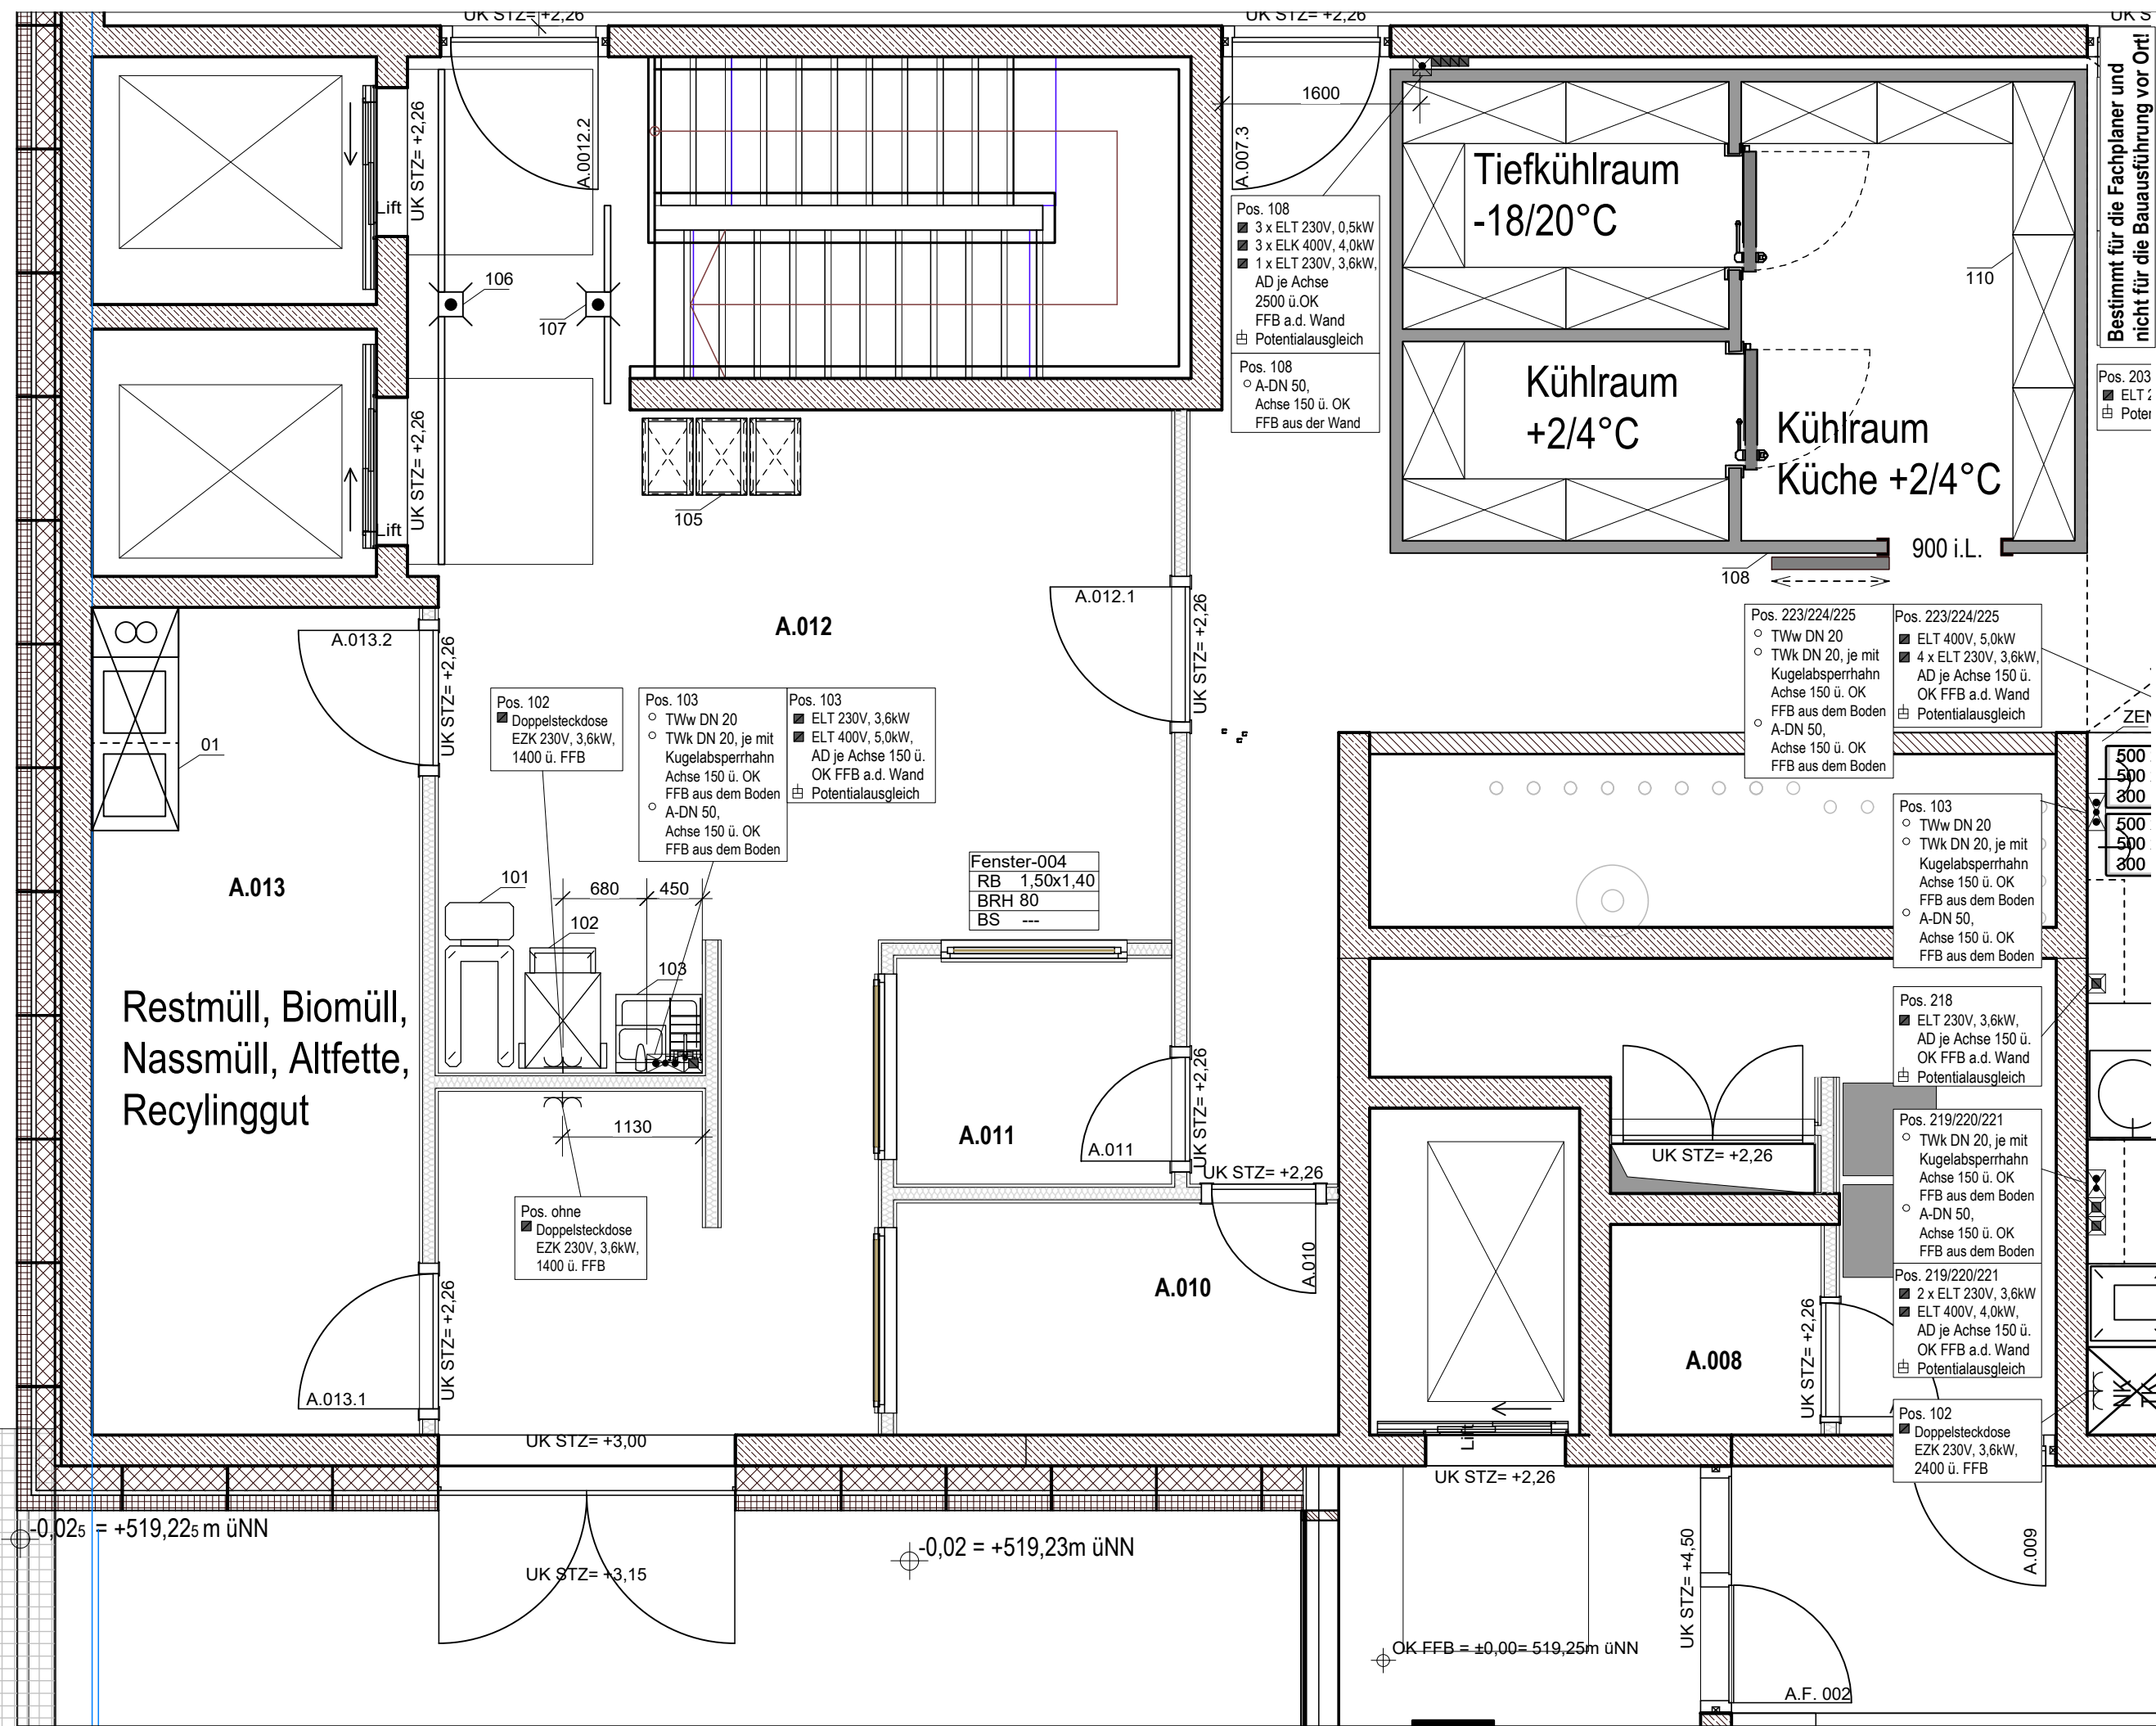 UK STZ= +2,26
UK STZ= +2,26
UK S
Bestimmt für die Fachplaner und
nicht für die Bauausführung vor Ort!
UK STZ= +2,26
Lift
A.0012.2
A.007.3
1600
Tiefkühlraum
-18/20°C
Pos. 108
3 x ELT 230V, 0,5kW
3 x ELK 400V, 4,0kW
1 x ELT 230V, 3,6kW,
AD je Achse
2500 ü.OK
FFB a.d. Wand
Potentialausgleich
Pos. 108
A-DN 50,
Achse 150 ü. OK
FFB aus der Wand
106
107
110
Kühlraum
+2/4°C
Kühlraum
Küche +2/4°C
Pos. 203
ELT 2
Poter
UK STZ= +2,26
Lift
105
900 i.L.
108
A.012
A.012.1
UK STZ= +2,26
A.013.2
UK STZ= +2,26
Pos. 223/224/225
TWw DN 20
TWk DN 20, je mit
Kugelabsperrhahn
Achse 150 ü. OK
FFB aus dem Boden
A-DN 50,
Achse 150 ü. OK
FFB aus dem Boden
Pos. 223/224/225
ELT 400V, 5,0kW
4 x ELT 230V, 3,6kW,
AD je Achse 150 ü.
OK FFB a.d. Wand
Potentialausgleich
01
Pos. 102
Doppelsteckdose
EZK 230V, 3,6kW,
1400 ü. FFB
Pos. 103
TWw DN 20
TWk DN 20, je mit
Kugelabsperrhahn
Achse 150 ü. OK
FFB aus dem Boden
A-DN 50,
Achse 150 ü. OK
FFB aus dem Boden
Pos. 103
ELT 230V, 3,6kW
ELT 400V, 5,0kW,
AD je Achse 150 ü.
OK FFB a.d. Wand
Potentialausgleich
ZEN
500
500
300
500
500
300
Pos. 103
TWw DN 20
TWk DN 20, je mit
Kugelabsperrhahn
Achse 150 ü. OK
FFB aus dem Boden
A-DN 50,
Achse 150 ü. OK
FFB aus dem Boden
Fenster-004
RB 1,50x1,40
BRH 80
BS ---
A.013
101
680
450
102
103
Restmüll, Biomüll,
Nassmüll, Altfette,
Recylinggut
Pos. 218
ELT 230V, 3,6kW,
AD je Achse 150 ü.
OK FFB a.d. Wand
Potentialausgleich
1130
A.011
A.011
UK STZ= +2,26
UK STZ= +2,26
UK STZ= +2,26
Pos. 219/220/221
TWk DN 20, je mit
Kugelabsperrhahn
Achse 150 ü. OK
FFB aus dem Boden
A-DN 50,
Achse 150 ü. OK
FFB aus dem Boden
Pos. 219/220/221
2 x ELT 230V, 3,6kW
ELT 400V, 4,0kW,
AD je Achse 150 ü.
OK FFB a.d. Wand
Potentialausgleich
Pos. ohne
Doppelsteckdose
EZK 230V, 3,6kW,
1400 ü. FFB
A.010
A.010
A.008
UK STZ= +2,26
A.013.1
UK STZ= +2,26
NK
TK
Pos. 102
Doppelsteckdose
EZK 230V, 3,6kW,
2400 ü. FFB
UK STZ= +3,00
Lift
UK STZ= +2,26
-0,025 = +519,225 m üNN
-0,02 = +519,23m üNN
UK STZ= +3,15
UK STZ= +4,50
A.009
OK FFB = ±0,00= 519,25m üNN
A.F. 002